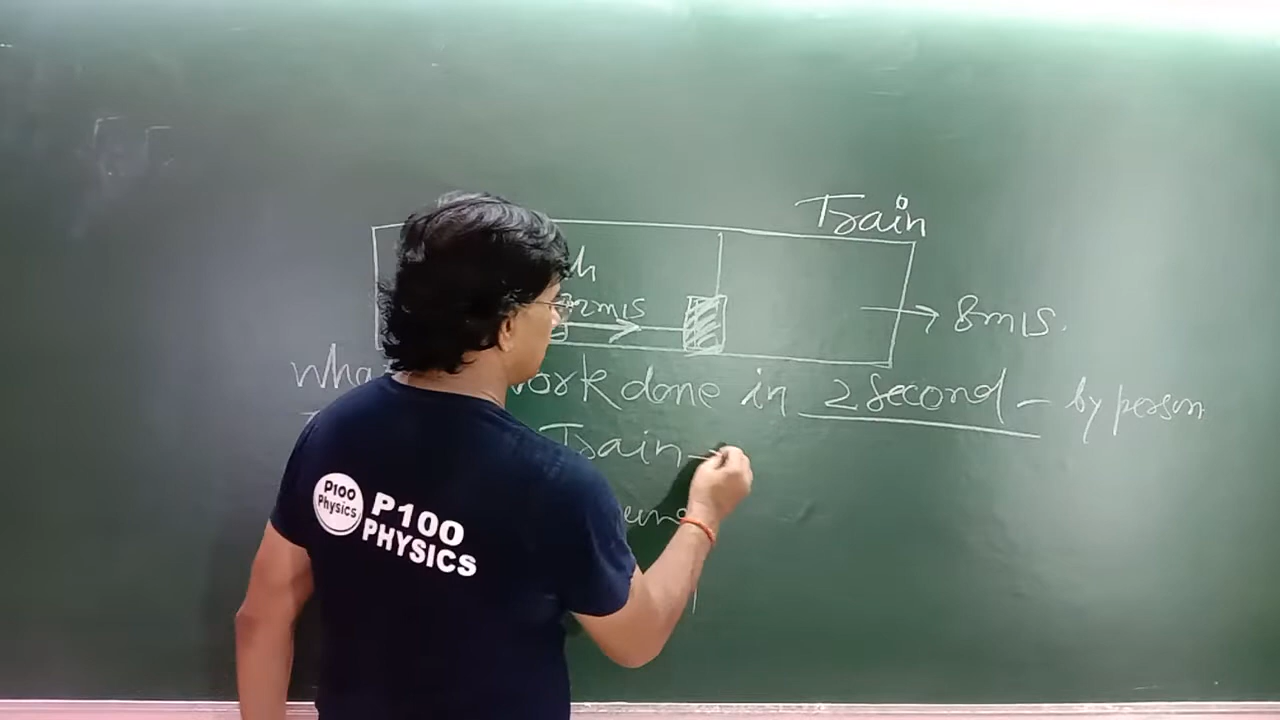 Train
2m/s
8m/s.
work done in 2 second - by person
Train
P100
Physics
P100
PHYSICS